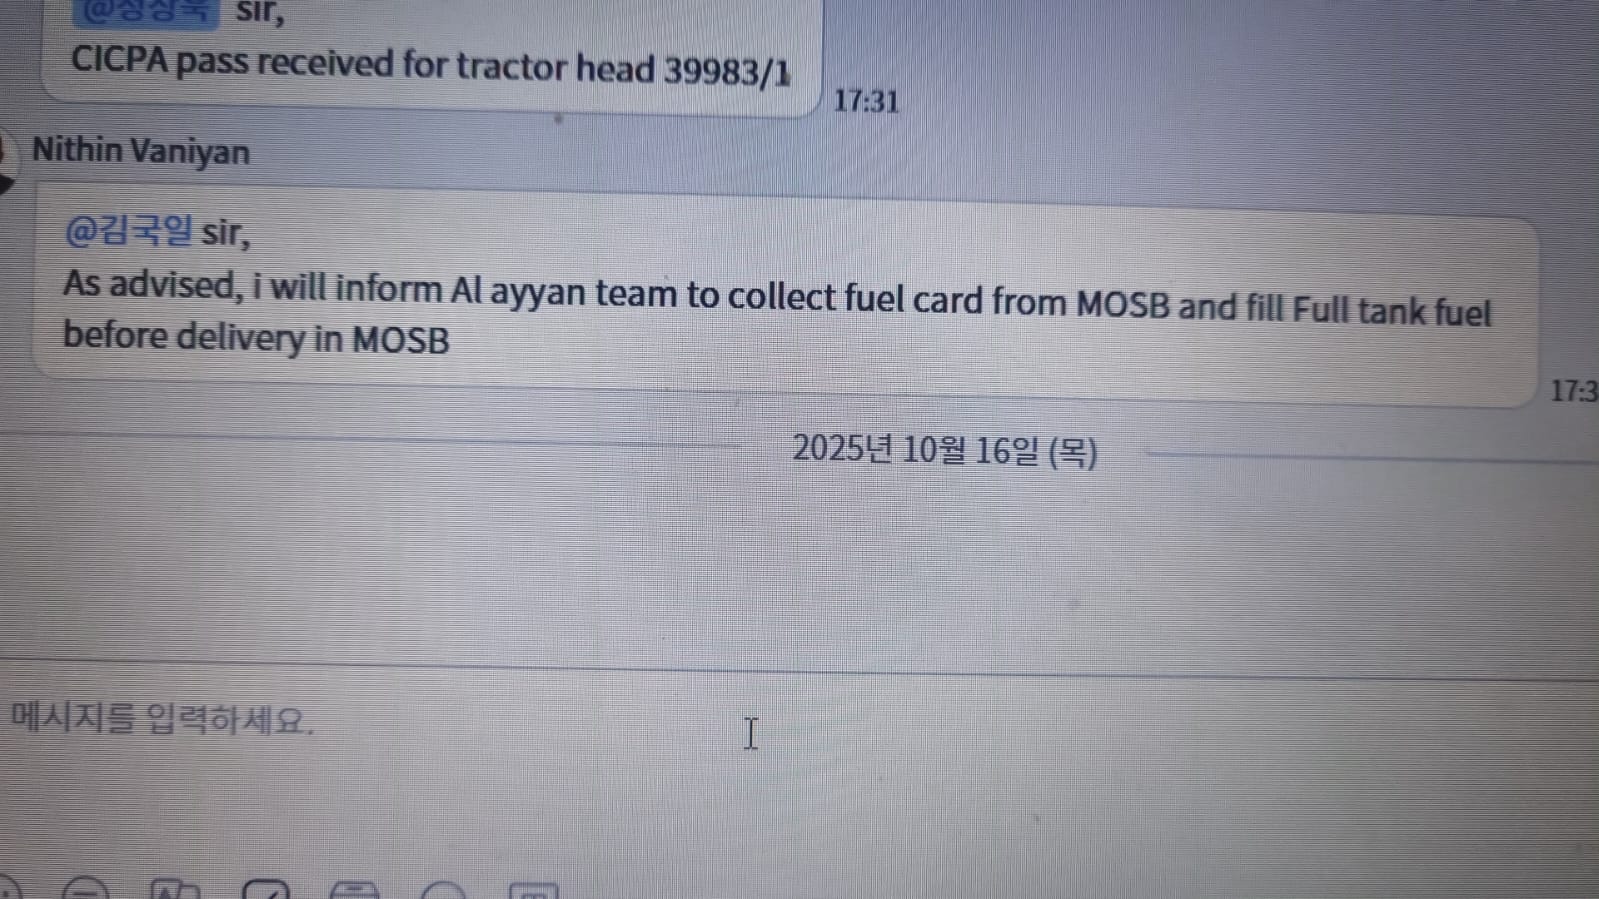 @정상욱 sir,
CICPA pass received for tractor head 39983/1
17:31
Nithin Vaniyan
@김국일 sir,
As advised, i will inform Al ayyan team to collect fuel card from MOSB and fill Full tank fuel
before delivery in MOSB
17:3
2025년 10월 16일 (목)
메시지를 입력하세요.